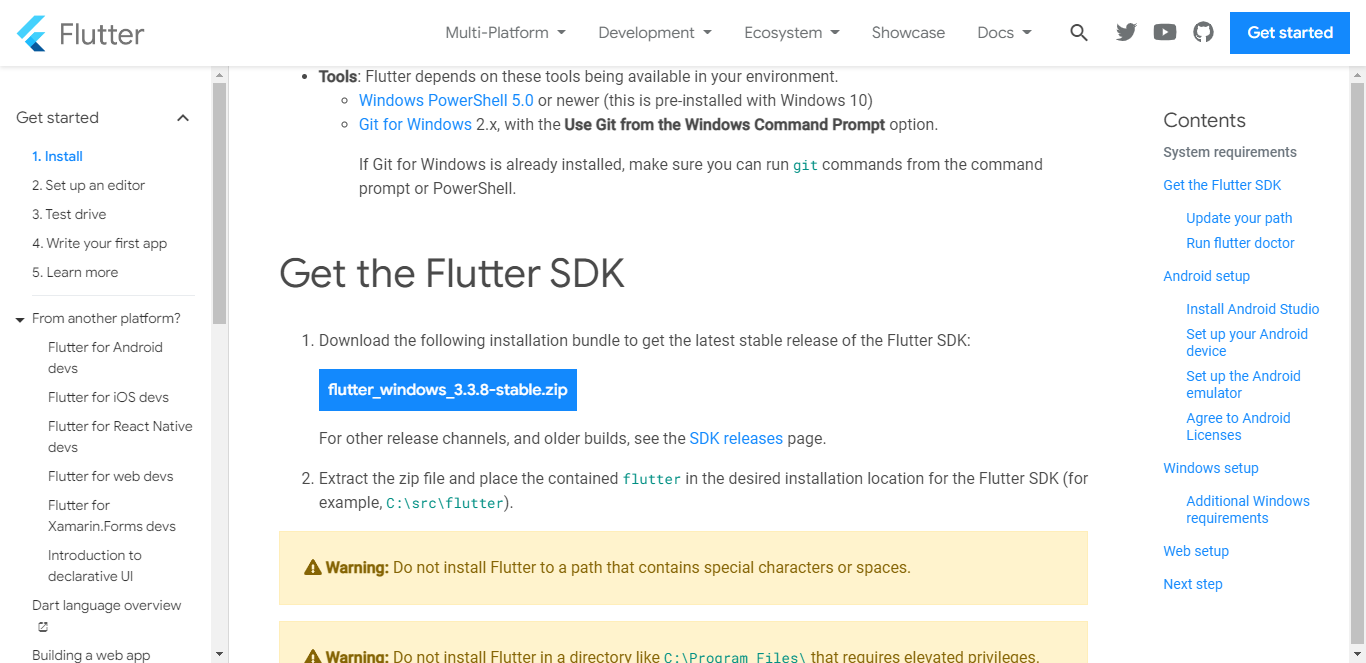 Flutter
Multi-Platform
Development
Ecosystem
Showcase
Docs
Get started
Get started
1. Install
2. Set up an editor
3. Test drive
4. Write your first app
5. Learn more
From another platform?
Flutter for Android
devs
Flutter for iOS devs
Flutter for React Native
devs
Flutter for web devs
Flutter for
Xamarin.Forms devs
Introduction to
declarative UI
Dart language overview
Building a web app
• Tools: Flutter depends on these tools being available in your environment.
◦ Windows PowerShell 5.0 or newer (this is pre-installed with Windows 10)
◦ Git for Windows 2.x, with the Use Git from the Windows Command Prompt option.
If Git for Windows is already installed, make sure you can run git commands from the command
prompt or PowerShell.
Get the Flutter SDK
1. Download the following installation bundle to get the latest stable release of the Flutter SDK:
flutter_windows_3.3.8-stable.zip
For other release channels, and older builds, see the SDK releases page.
2. Extract the zip file and place the contained flutter in the desired installation location for the Flutter SDK (for
example, C:\src\flutter).
Warning: Do not install Flutter to a path that contains special characters or spaces.
Warning: Do not install Flutter in a directory like C:\Program Files\ that requires elevated privileges.
Contents
System requirements
Get the Flutter SDK
Update your path
Run flutter doctor
Android setup
Install Android Studio
Set up your Android
device
Set up the Android
emulator
Agree to Android
Licenses
Windows setup
Additional Windows
requirements
Web setup
Next step